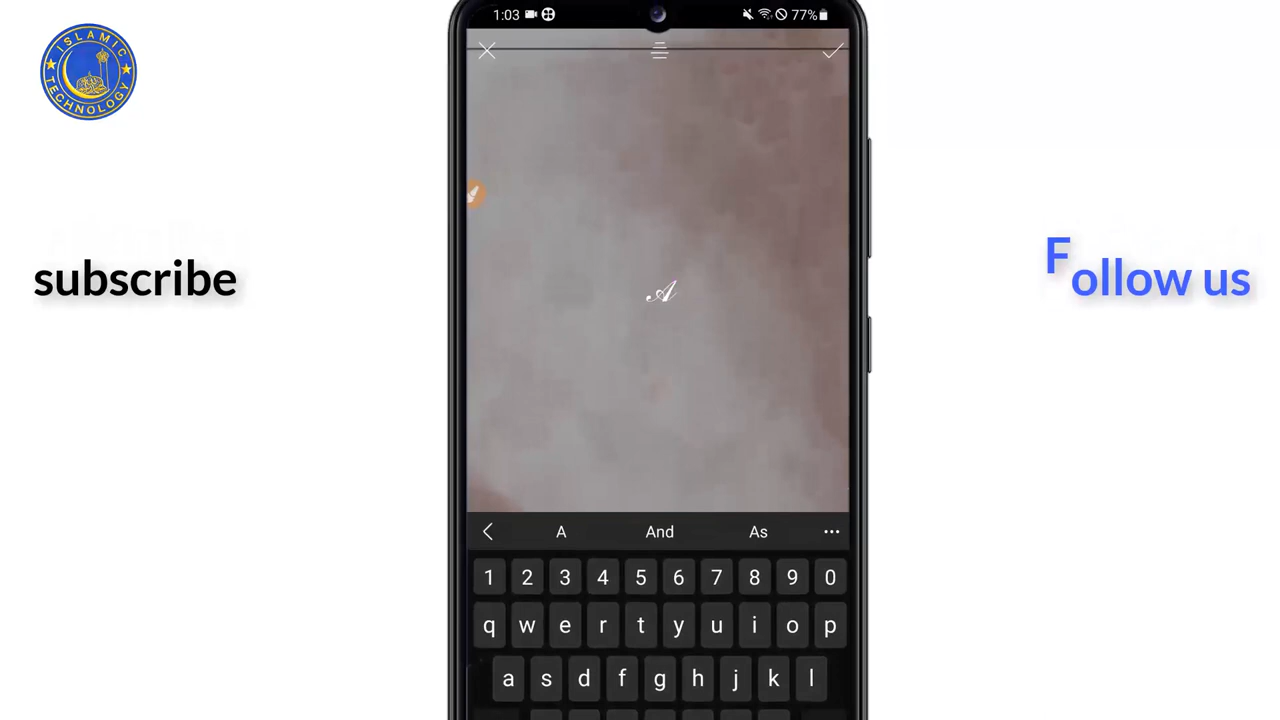 ISLAMIC
TECHNOLOGY
1:03
77%
subscribe
Follow us
A
A
And
As
1 2 3 4 5 6 7 8 9 0
q w e r t y u i o p
a s d f g h j k l